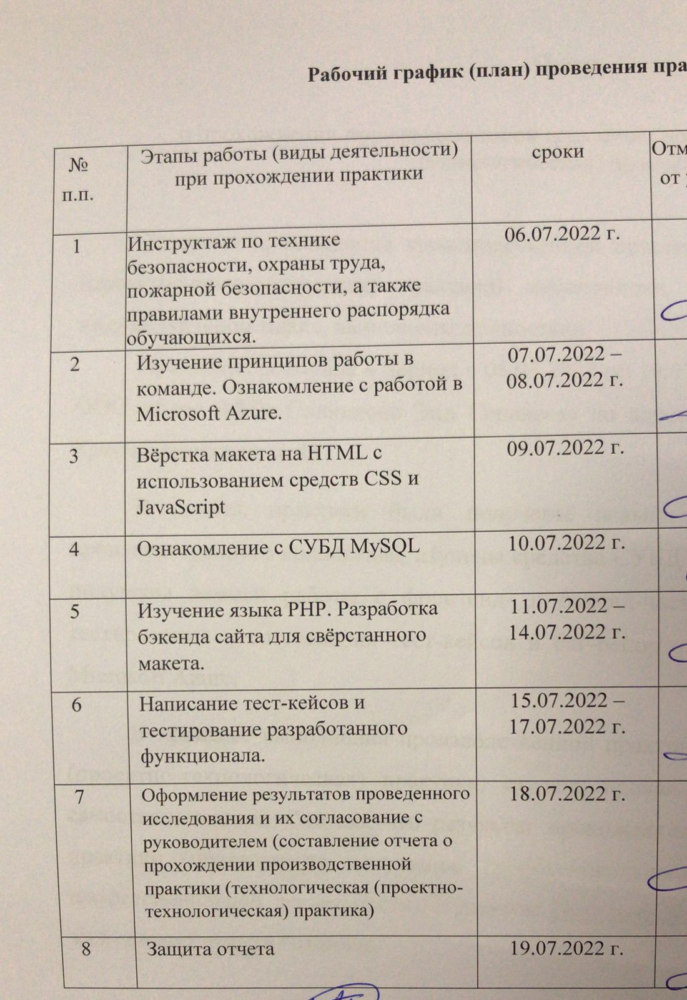 Рабочий график (план) проведения
№
п.п.
Этапы работы (виды деятельности)
при прохождении практики
сроки
от
1
Инструктаж по технике
безопасности, охраны труда,
пожарной безопасности, а также
правилами внутреннего распорядка
обучающихся.
06.07.2022 г.
2
Изучение принципов работы в
команде. Ознакомление с работой в
Microsoft Azure.
07.07.2022 –
08.07.2022 г.
3
Вёрстка макета на HTML с
использованием средств CSS и
JavaScript
09.07.2022 г.
4
Ознакомление с СУБД MySQL
10.07.2022 г.
5
Изучение языка PHP. Разработка
бэкенда сайта для свёрстанного
макета.
11.07.2022 –
14.07.2022 г.
6
Написание тест-кейсов и
тестирование разработанного
функционала.
15.07.2022 –
17.07.2022 г.
7
Оформление результатов проведенного
исследования и их согласование с
руководителем (составление отчета о
прохождении производственной
практики (технологическая (проектно-
технологическая) практика)
18.07.2022 г.
8
Защита отчета
19.07.2022 г.